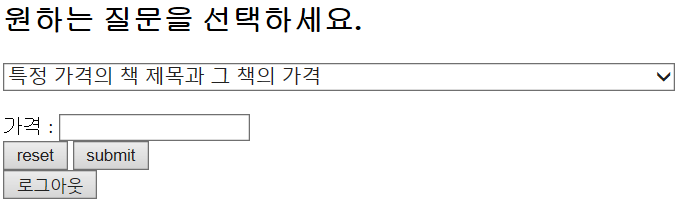 원하는 질문을 선택하세요.
특정 가격의 책 제목과 그 책의 가격
가격 :
reset submit
로그아웃